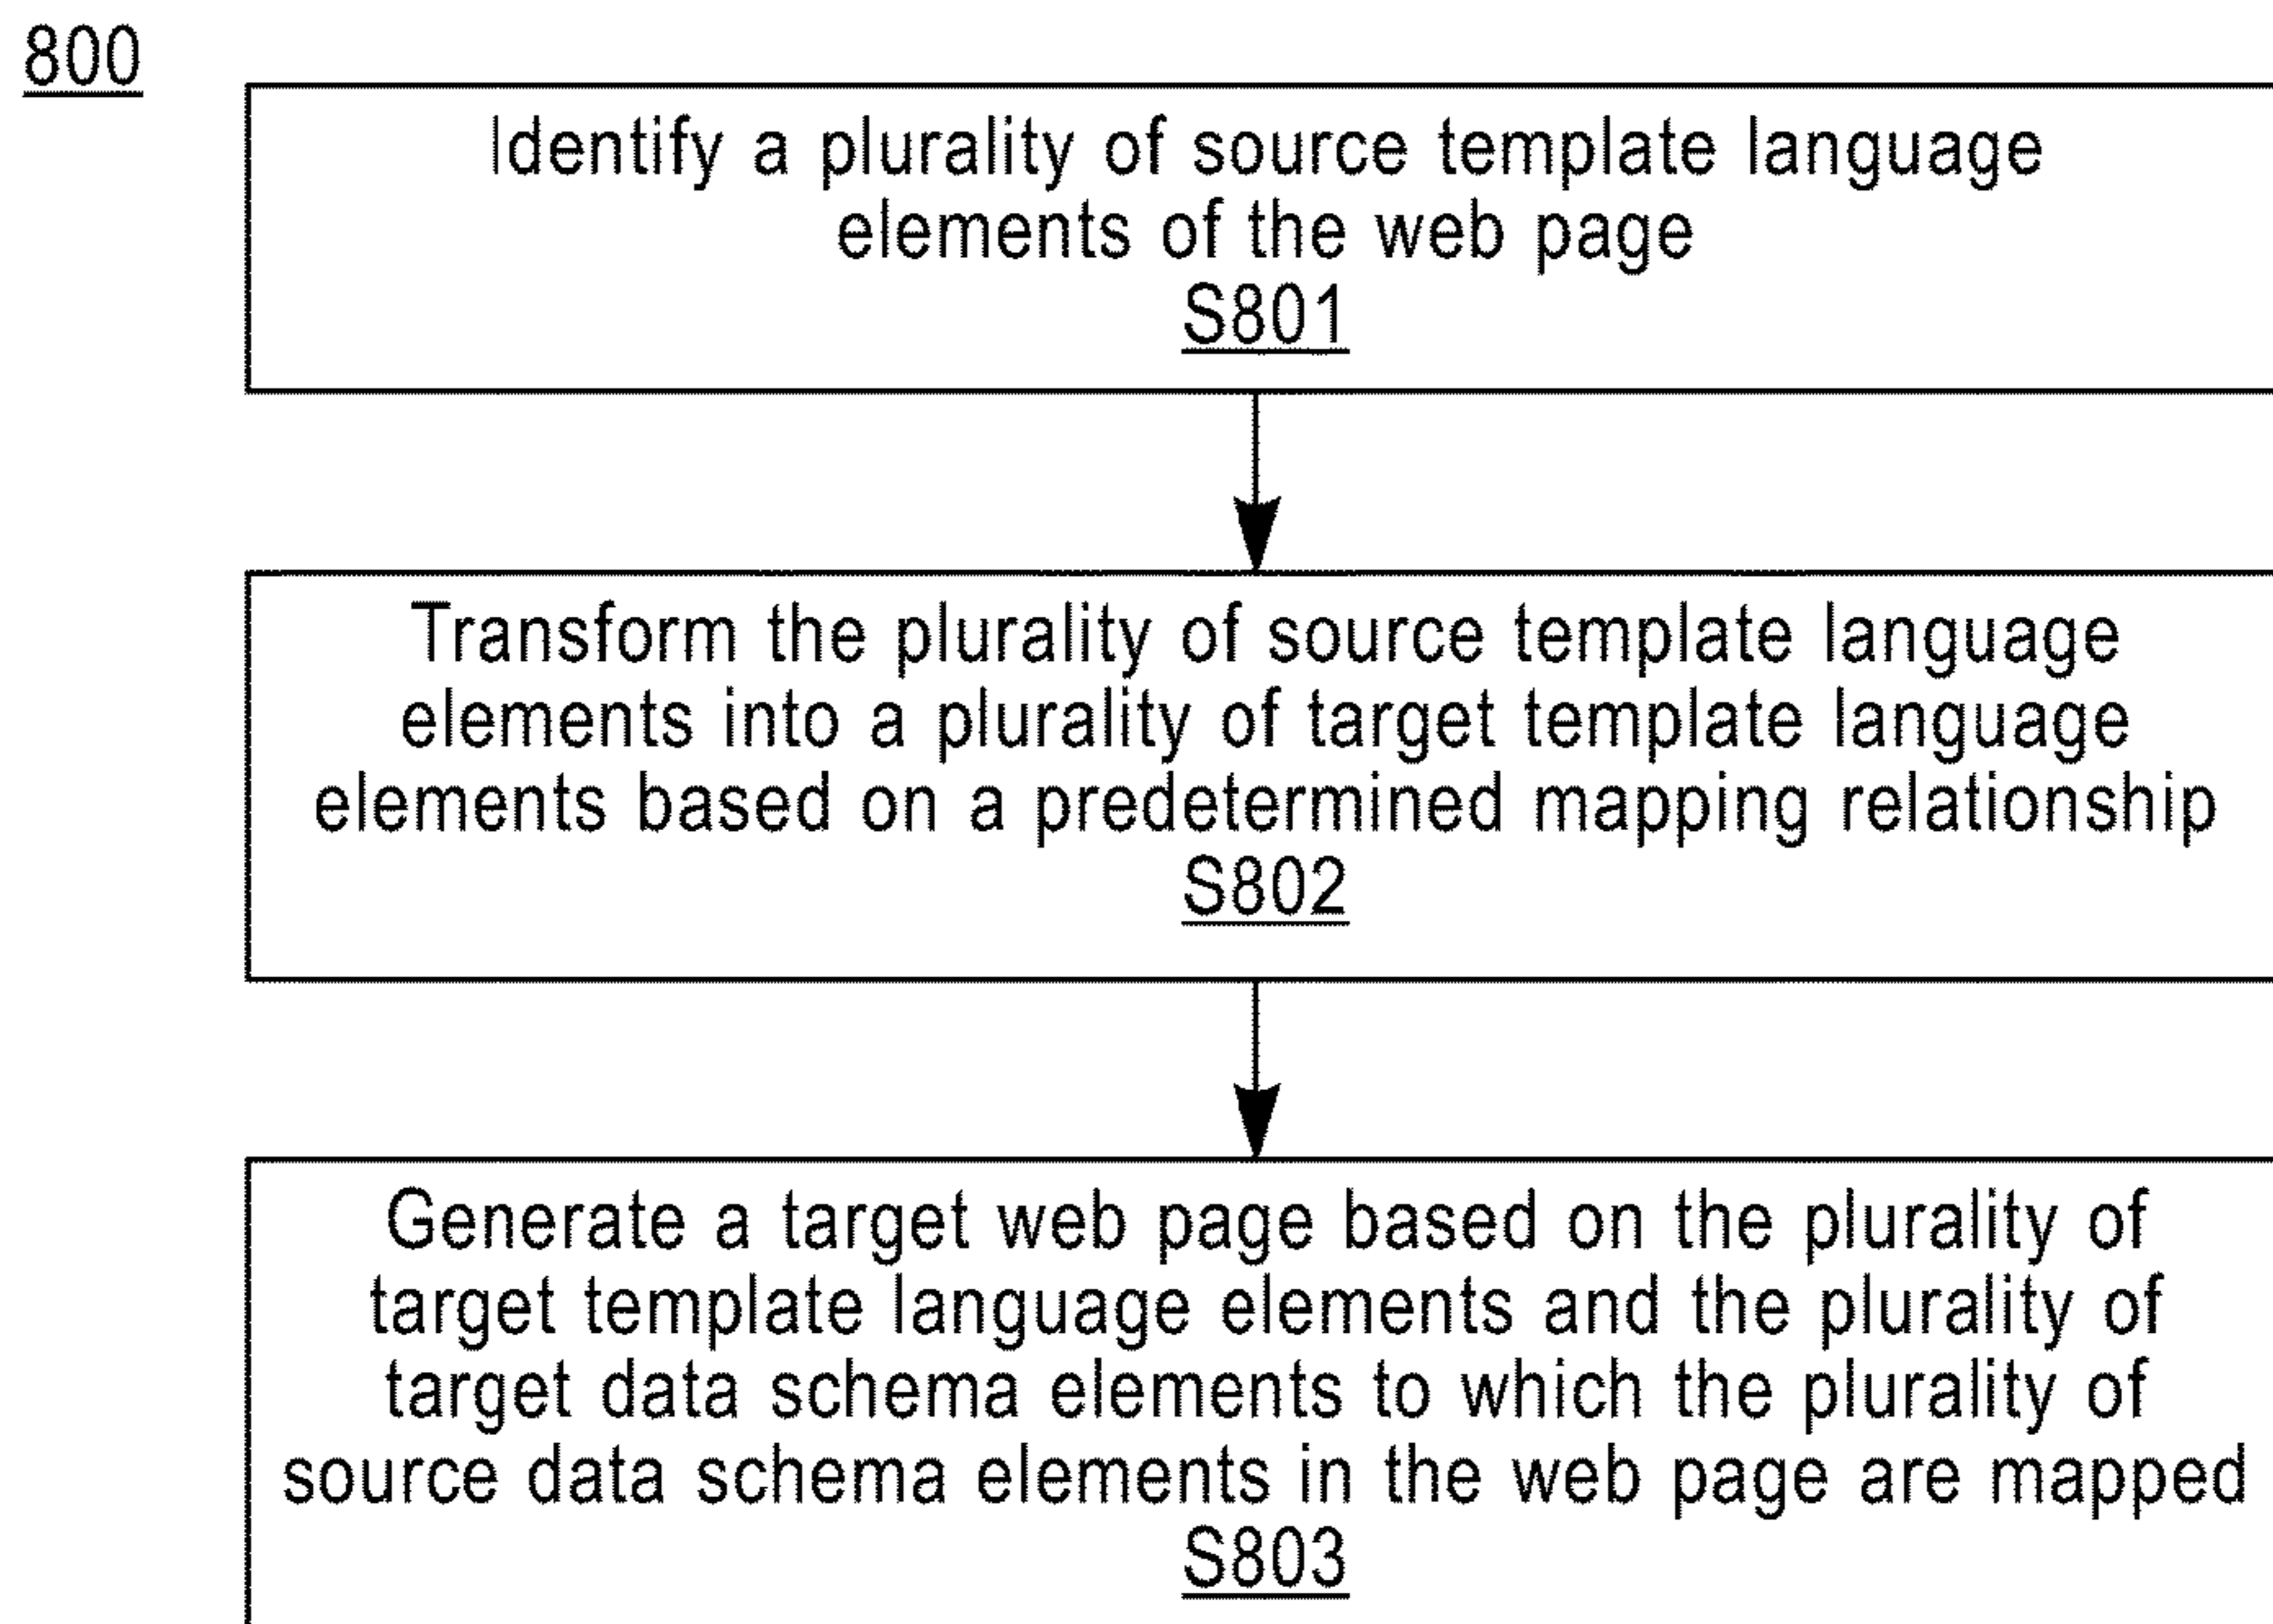 800
Identify a plurality of source template language
elements of the web page
S801
Transform the plurality of source template language
elements into a plurality of target template language
elements based on a predetermined mapping relationship
S802
Generate a target web page based on the plurality of
target template language elements and the plurality of
target data schema elements to which the plurality of
source data schema elements in the web page are mapped
S803